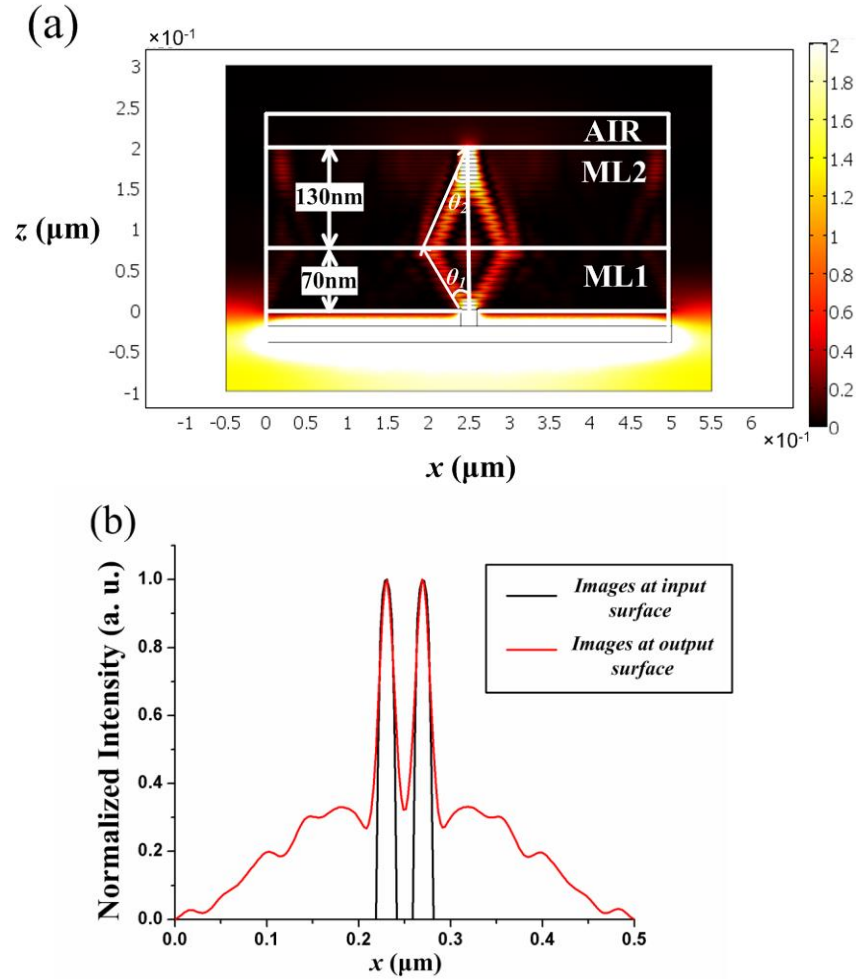 (a)
×10⁻¹
3
2.5
2
1.5
1
0.5
0
-0.5
-1
z (μm)
130nm
70nm
θ₂
θ₁
AIR
ML2
ML1
2
1.8
1.6
1.4
1.2
1
0.8
0.6
0.4
0.2
0
-1 -0.5 0 0.5 1 1.5 2 2.5 3 3.5 4 4.5 5 5.5 6
×10⁻¹
x (μm)
(b)
Normalized Intensity (a. u.)
1.0
0.8
0.6
0.4
0.2
0.0
Images at input
surface
Images at output
surface
0.0 0.1 0.2 0.3 0.4 0.5
x (μm)